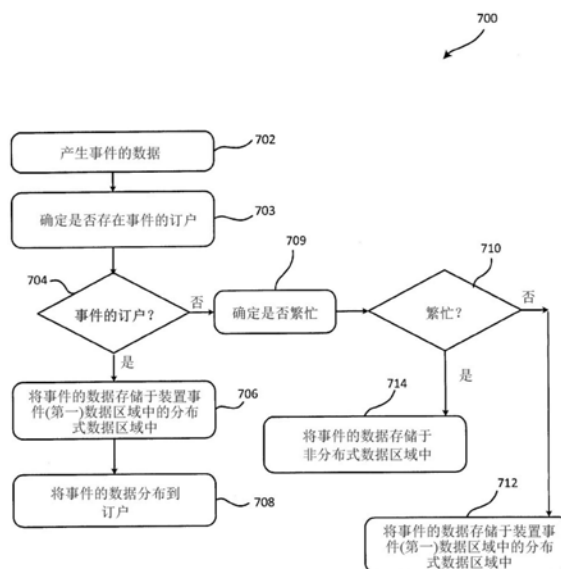 700
702
产生事件的数据
703
确定是否存在事件的订户
704
事件的订户？
否
是
709
确定是否繁忙
710
繁忙？
否
是
706
将事件的数据存储于装置事
件(第一)数据区域中的分布
式数据区域中
714
将事件的数据存储于
非分布式数据区域中
708
将事件的数据分布到
订户
712
将事件的数据存储于装置事
件(第一)数据区域中的分布
式数据区域中